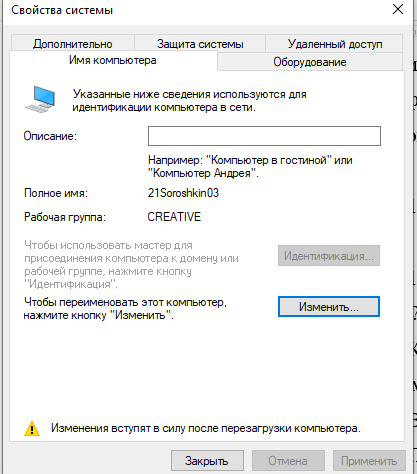 Свойства системы
Дополнительно
Защита системы
Удаленный доступ
Имя компьютера
Оборудование
Указанные ниже сведения используются для
идентификации компьютера в сети.
Описание:
Например: "Компьютер в гостиной" или
"Компьютер Андрея".
Полное имя:
21Soroshkin03
Рабочая группа:
CREATIVE
Чтобы использовать мастер для
присоединения компьютера к домену или
рабочей группе, нажмите кнопку
"Идентификация".
Идентификация...
Чтобы переименовать этот компьютер,
нажмите кнопку "Изменить".
Изменить...
Изменения вступят в силу после перезагрузки компьютера.
Закрыть
Отмена
Применить